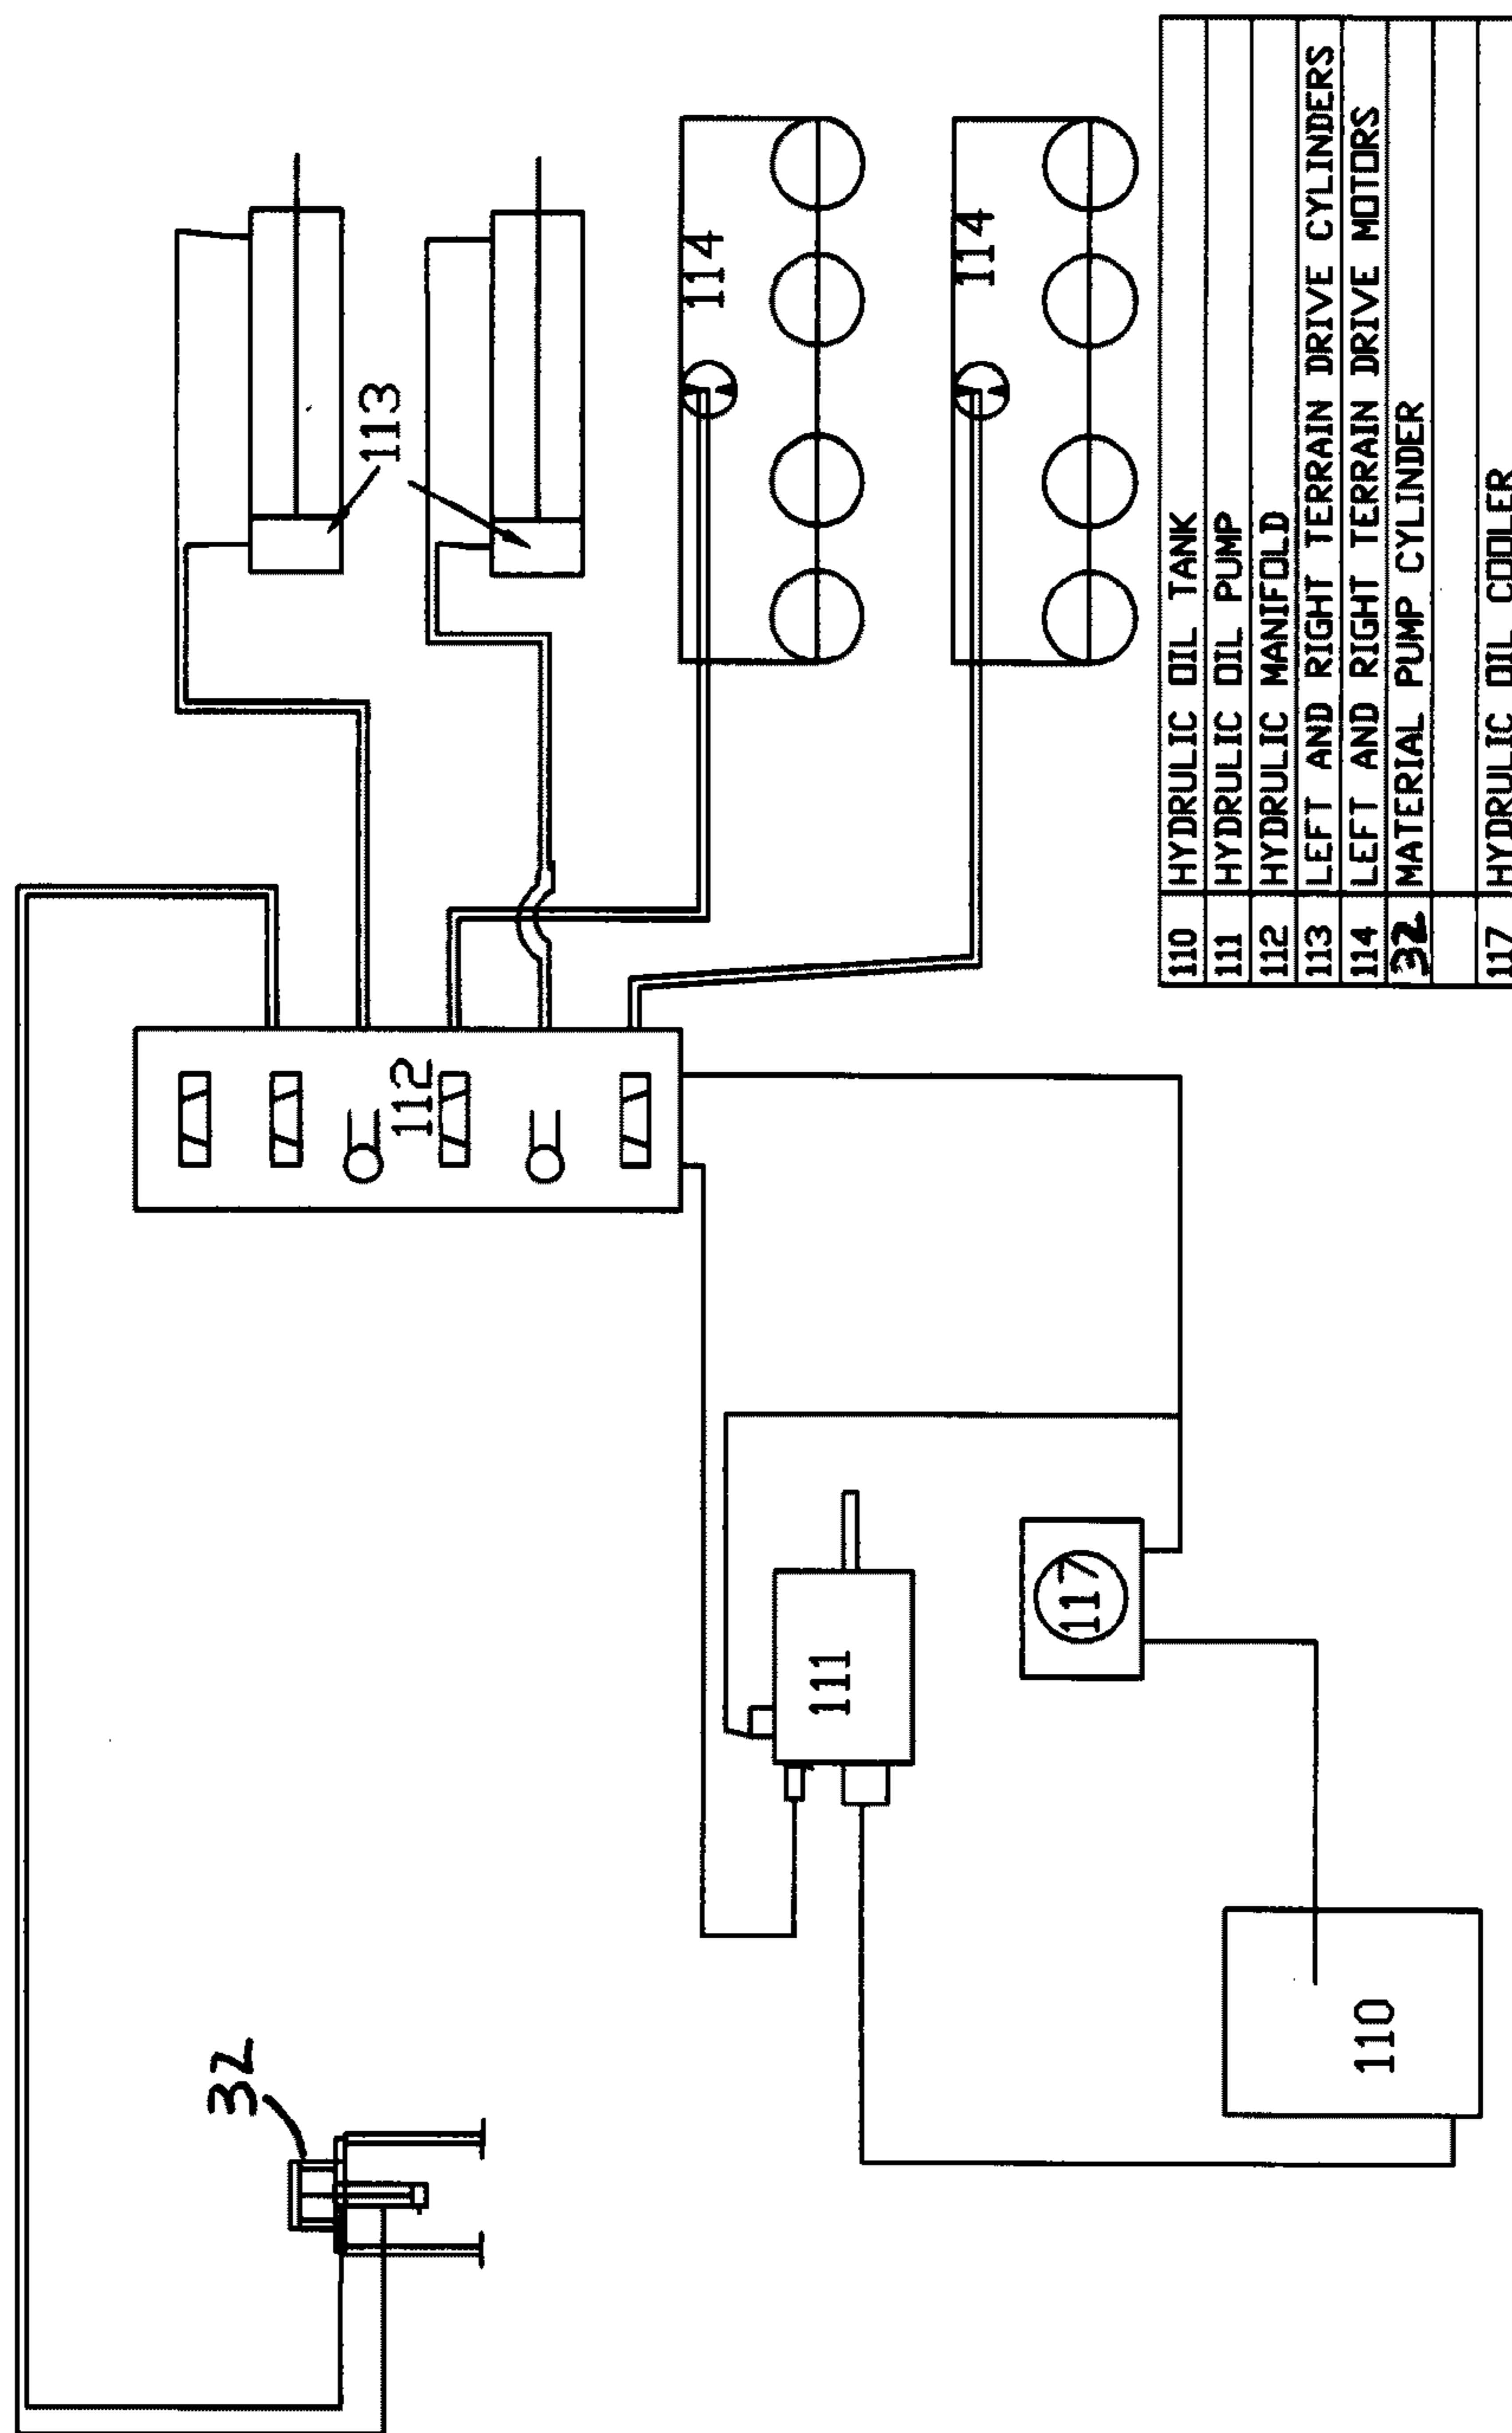 32
110
111
117
112
113
114
114
110 HYDRULIC OIL TANK
111 HYDRULIC OIL PUMP
112 HYDRULIC MANIFOLD
113 LEFT AND RIGHT TERRAIN DRIVE CYLINDERS
114 LEFT AND RIGHT TERRAIN DRIVE MOTORS
32 MATERIAL PUMP CYLINDER
117 HYDRULIC OIL COOLER